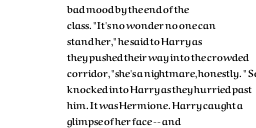 bad mood by the end of the
class. "It's no wonder no one can
stand her," he said to Harry as
they pushed their way into the crowded
corridor, "she's a nightmare, honestly. " So
knocked into Harry as they hurried past
him. It was Hermione. Harry caught a
glimpse of her face -- and